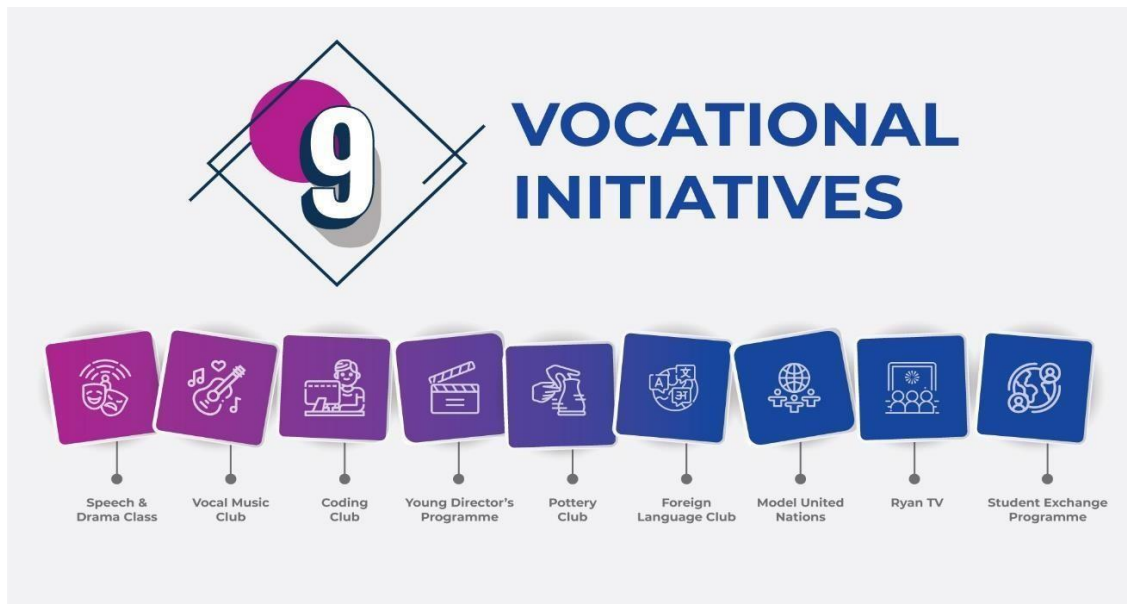 9
VOCATIONAL
INITIATIVES
A 文 अ
Speech &
Drama Class
Vocal Music
Club
Coding
Club
Young Director's
Programme
Pottery
Club
Foreign
Language Club
Model United
Nations
Ryan TV
Student Exchange
Programme